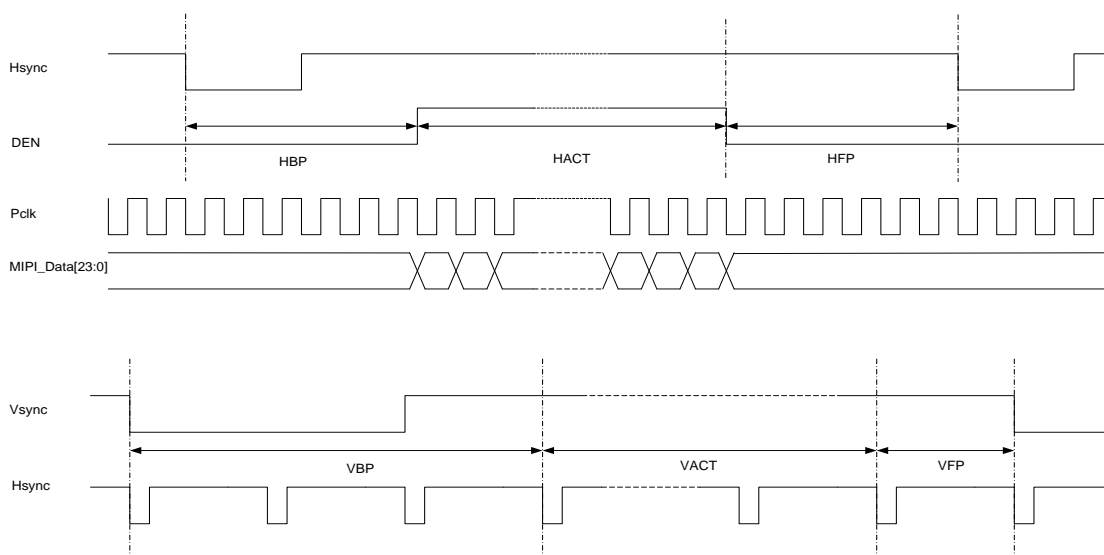 Hsync
DEN
HBP
HACT
HFP
Pclk
MIPI_Data[23:0]
Vsync
VBP
VACT
VFP
Hsync